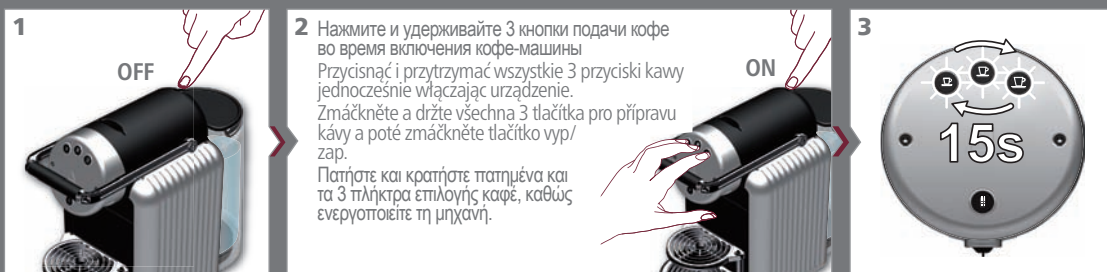 1
OFF
2
Нажмите и удерживайте 3 кнопки подачи кофе
во время включения кофе-машины
Przycisnąć i przytrzymać wszystkie 3 przyciski kawy
jednocześnie włączając urządzenie.
Zmáčkněte a držte všechna 3 tlačítka pro přípravu
kávy a poté zmáčkněte tlačítko vyp/
zap.
Πατήστε και κρατήστε πατημένα και
τα 3 πλήκτρα επιλογής καφέ, καθώς
ενεργοποιείτε τη μηχανή.
ON
3
15s